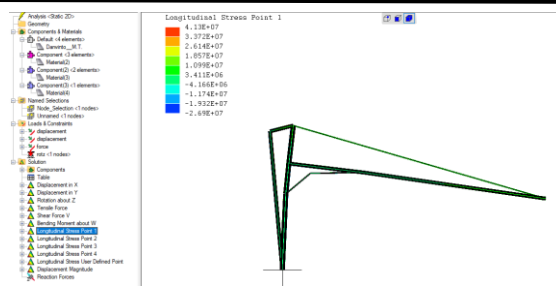 Analysis <Static 2D>
Geometry
Components & Materials
Default <4 elements>
Danvinto__M.T.
Component <3 elements>
Material(2)
Component(2) <2 elements>
Material(3)
Component(3) <1 elements>
Material(4)
Named Selections
Node_Selection <1 nodes>
Unnamed <1 nodes>
Loads & Constraints
displacement
displacement
force
roto <1 nodes>
Solution
Components
Table
Displacement in X
Displacement in Y
Rotation about Z
Tensile Force
Shear Force V
Bending Moment about W
Longitudinal Stress Point 1
Longitudinal Stress Point 2
Longitudinal Stress Point 3
Longitudinal Stress Point 4
Longitudinal Stress User Defined Point
Displacement Magnitude
Reaction Forces
Longitudinal Stress Point 1
4.13E+07
3.372E+07
2.614E+07
1.857E+07
1.099E+07
3.411E+06
-4.166E+06
-1.174E+07
-1.932E+07
-2.69E+07